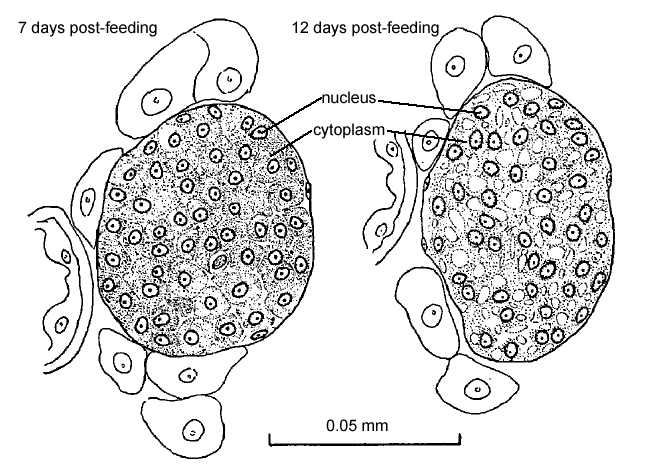 7 days post-feeding
12 days post-feeding
nucleus
cytoplasm
0.05 mm